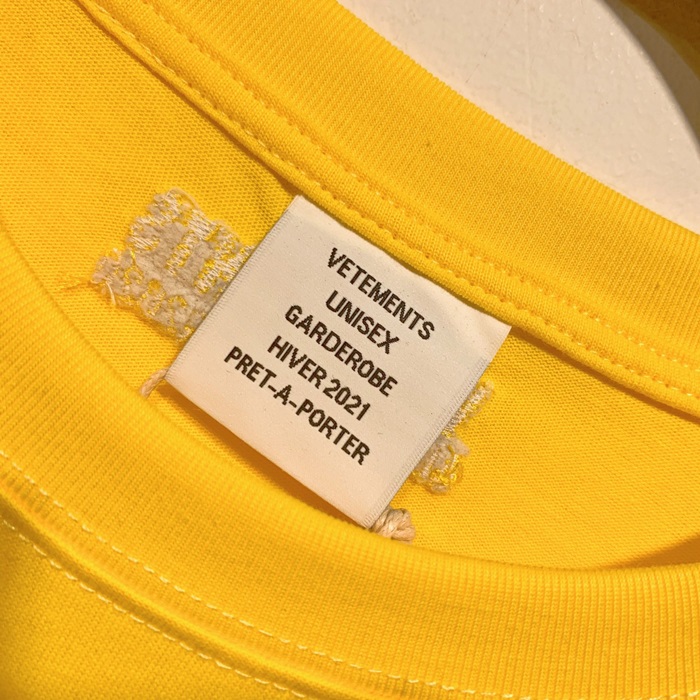 VETEMENTS
UNISEX
GARDEROBE
HIVER 2021
PRET-A-PORTER